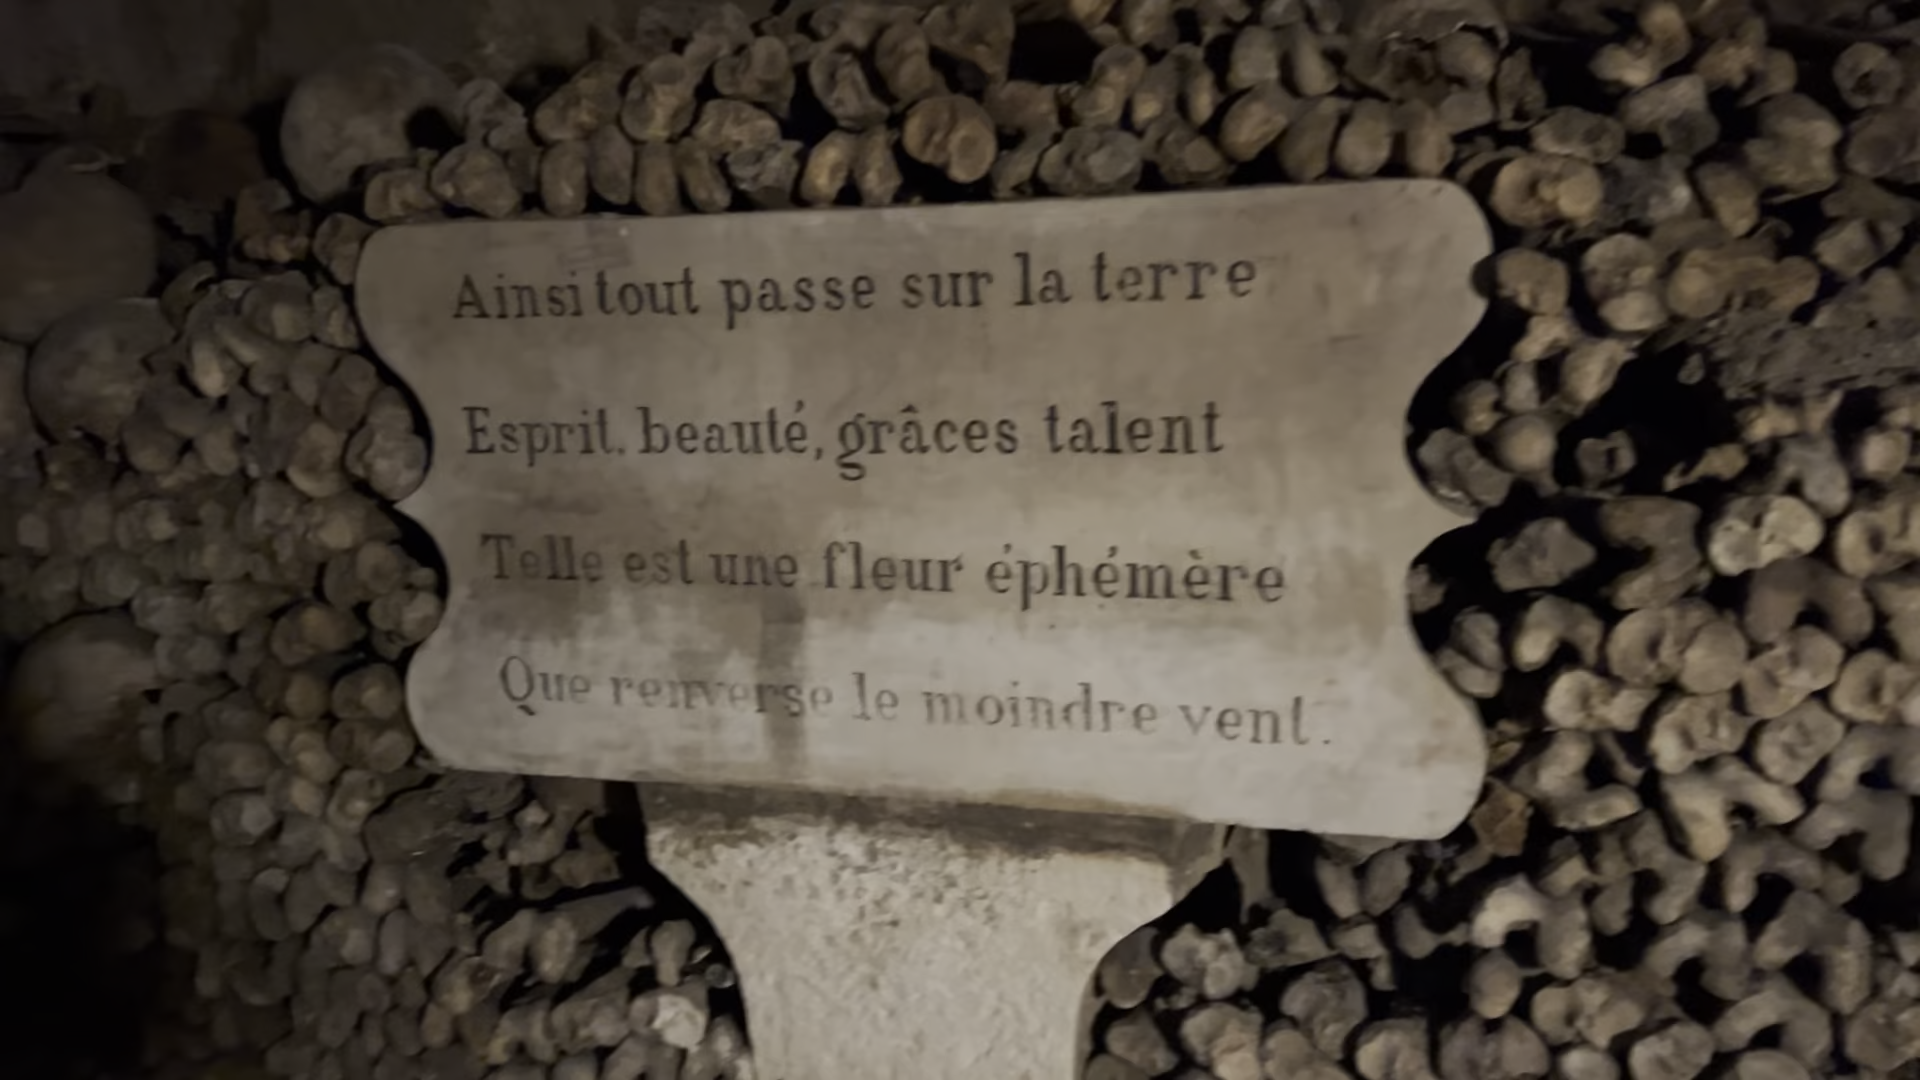 Ainsi tout passe sur la terre
Esprit, beauté, grâces talent
Telle est une fleur éphémère
Que renverse le moindre vent.